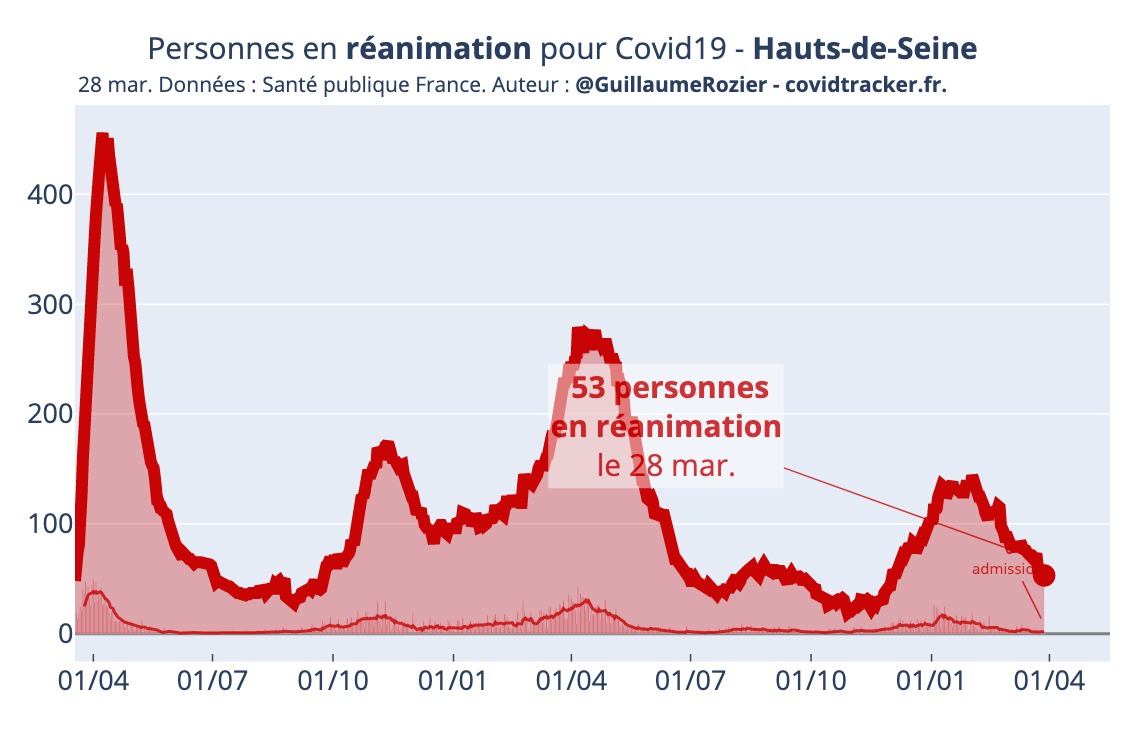 Personnes en réanimation pour Covid19 - Hauts-de-Seine
28 mar. Données : Santé publique France. Auteur : @GuillaumeRozier - covidtracker.fr.
400
300
200
100
0
53 personnes
en réanimation
le 28 mar.
01/04 01/07 01/10 01/01 01/04 01/07 01/10 01/01 01/04